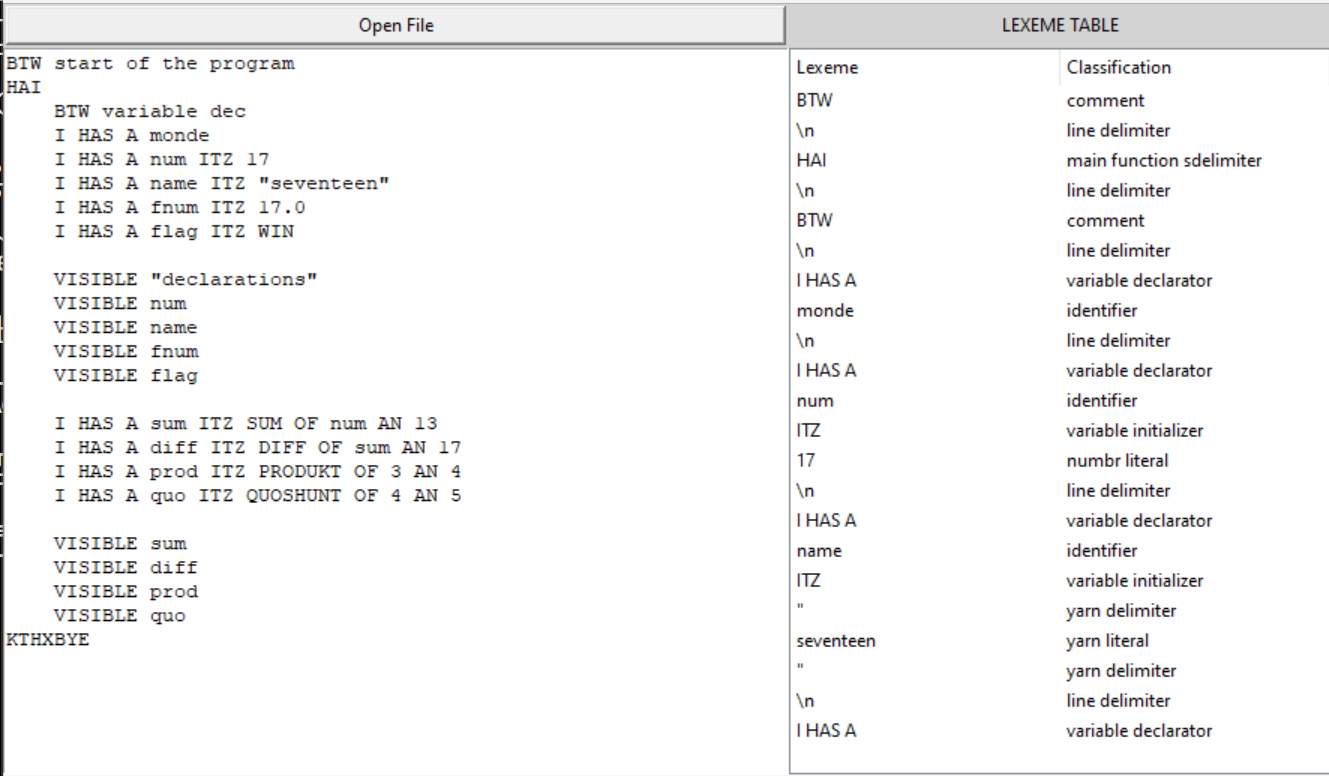 Open File
BTW start of the program
HAI
    BTW variable dec
    I HAS A monde
    I HAS A num ITZ 17
    I HAS A name ITZ "seventeen"
    I HAS A fnum ITZ 17.0
    I HAS A flag ITZ WIN

    VISIBLE "declarations"
    VISIBLE num
    VISIBLE name
    VISIBLE fnum
    VISIBLE flag

    I HAS A sum ITZ SUM OF num AN 13
    I HAS A diff ITZ DIFF OF sum AN 17
    I HAS A prod ITZ PRODUKT OF 3 AN 4
    I HAS A quo ITZ QUOSHUNT OF 4 AN 5

    VISIBLE sum
    VISIBLE diff
    VISIBLE prod
    VISIBLE quo
KTHXBYE
LEXEME TABLE
Lexeme Classification
BTW comment
\n line delimiter
HAI main function sdelimiter
\n line delimiter
BTW comment
\n line delimiter
I HAS A variable declarator
monde identifier
\n line delimiter
I HAS A variable declarator
num identifier
ITZ variable initializer
17 numbr literal
\n line delimiter
I HAS A variable declarator
name identifier
ITZ variable initializer
" yarn delimiter
seventeen yarn literal
" yarn delimiter
\n line delimiter
I HAS A variable declarator